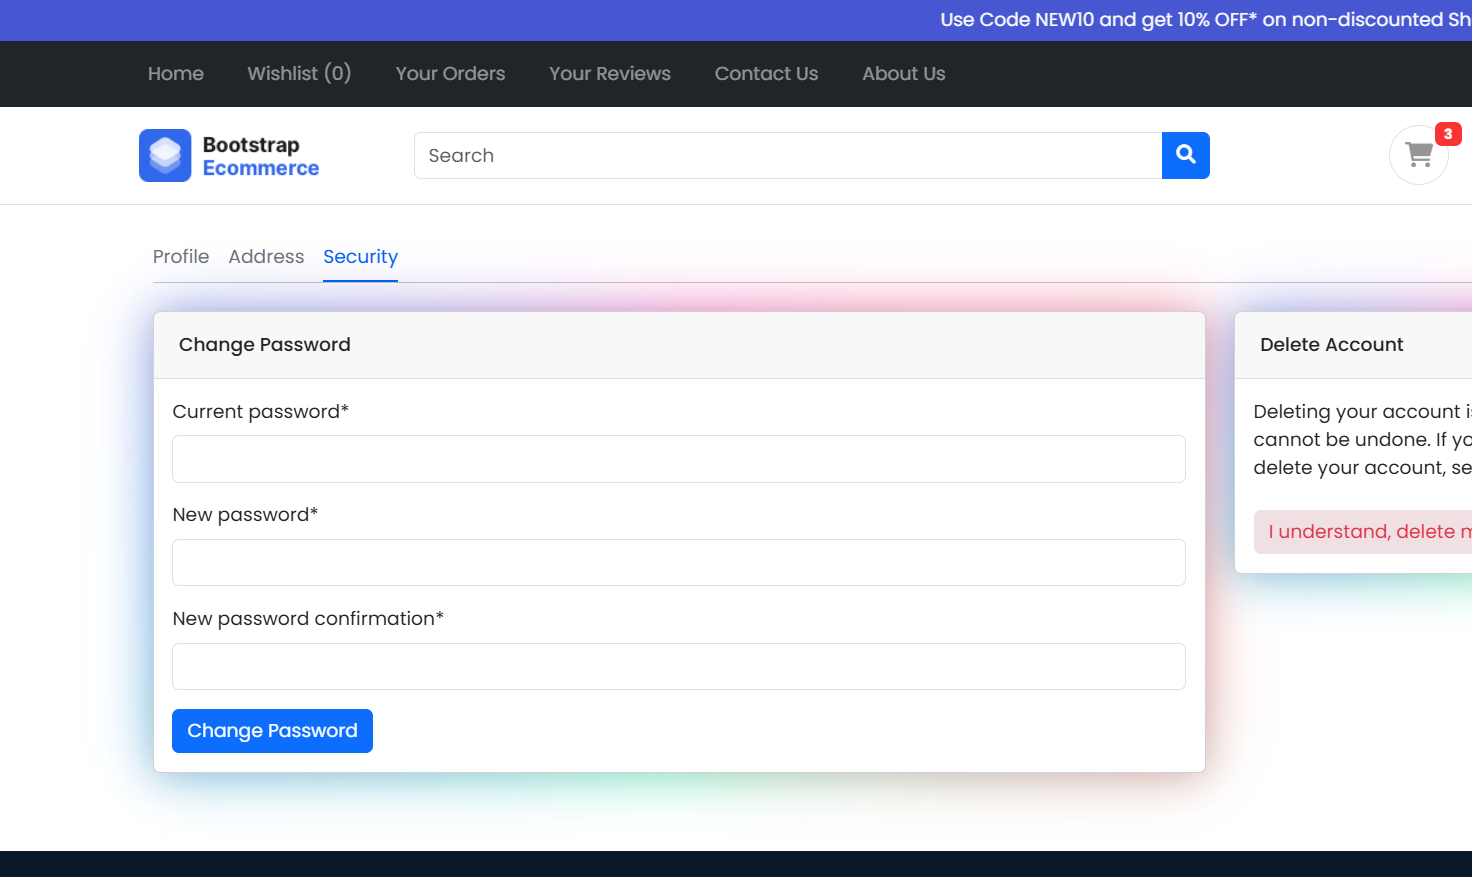 Use Code NEW10 and get 10% OFF* on non-discounted Sh
Home Wishlist (0) Your Orders Your Reviews Contact Us About Us
Bootstrap
Ecommerce
Search
3
Profile Address Security
Change Password
Current password*
New password*
New password confirmation*
Change Password
Delete Account
Deleting your account is
cannot be undone. If yo
delete your account, se
I understand, delete m